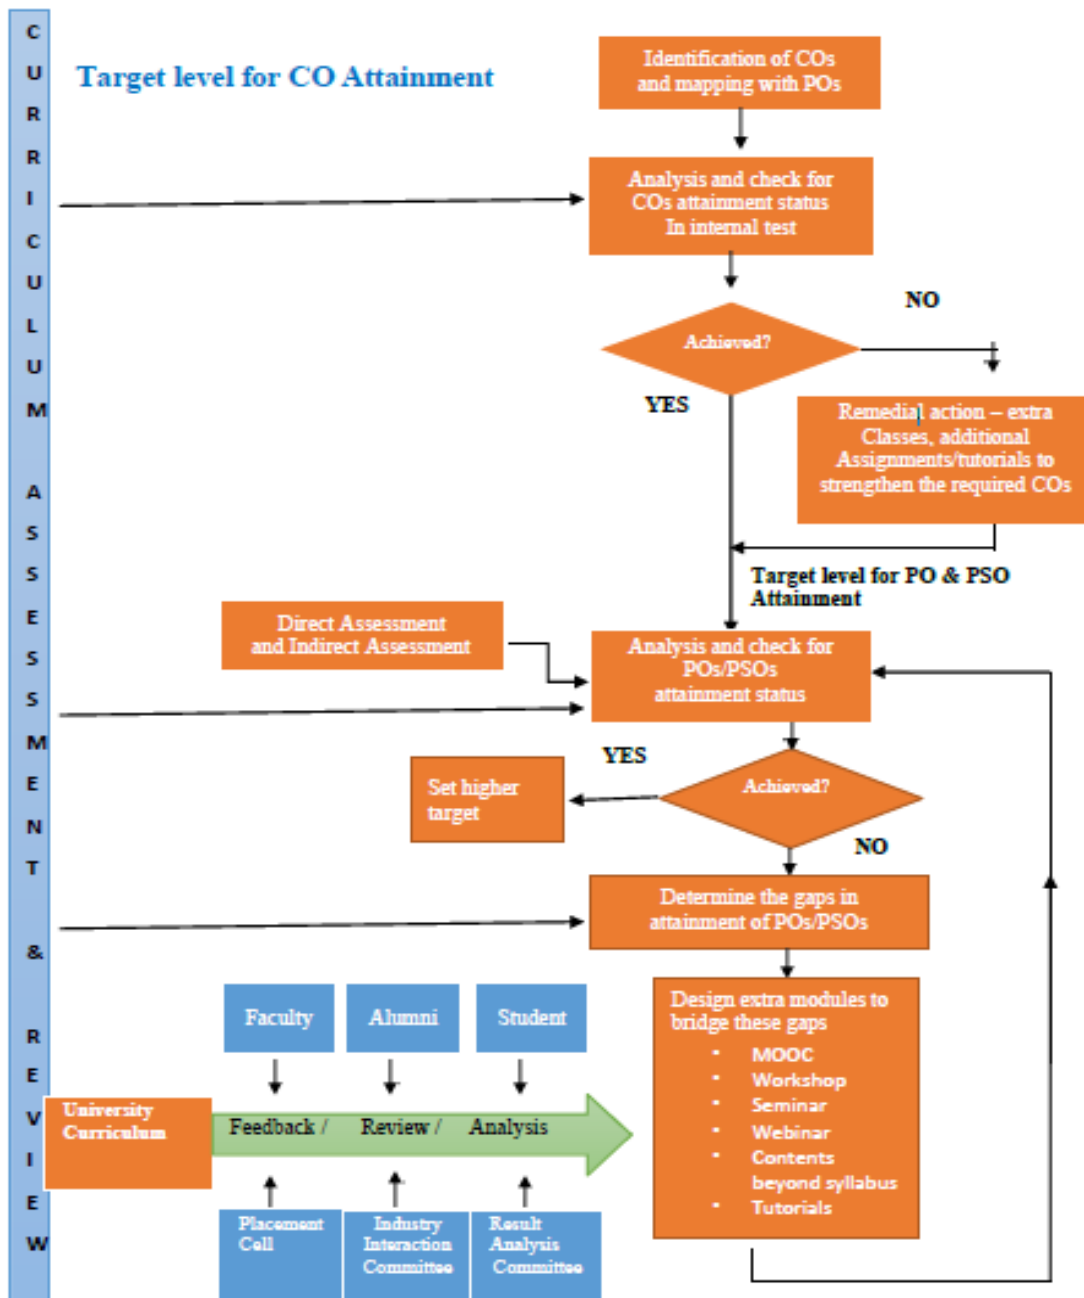 CURRICULUM ASSESSMENT & REVIEW
Target level for CO Attainment
Identification of COs
and mapping with POs
Analysis and check for
COs attainment status
In internal test
Achieved?
NO
YES
Remedial action – extra
Classes, additional
Assignments/tutorials to
strengthen the required COs
Target level for PO & PSO
Attainment
Direct Assessment
and Indirect Assessment
Analysis and check for
POs/PSOs
attainment status
YES
Achieved?
Set higher
target
NO
Determine the gaps in
attainment of POs/PSOs
Design extra modules to
bridge these gaps
▪ MOOC
▪ Workshop
▪ Seminar
▪ Webinar
▪ Contents
beyond syllabus
▪ Tutorials
Faculty
Alumni
Student
University
Curriculum
Feedback / Review / Analysis
Placement
Cell
Industry
Interaction
Committee
Result
Analysis
Committee